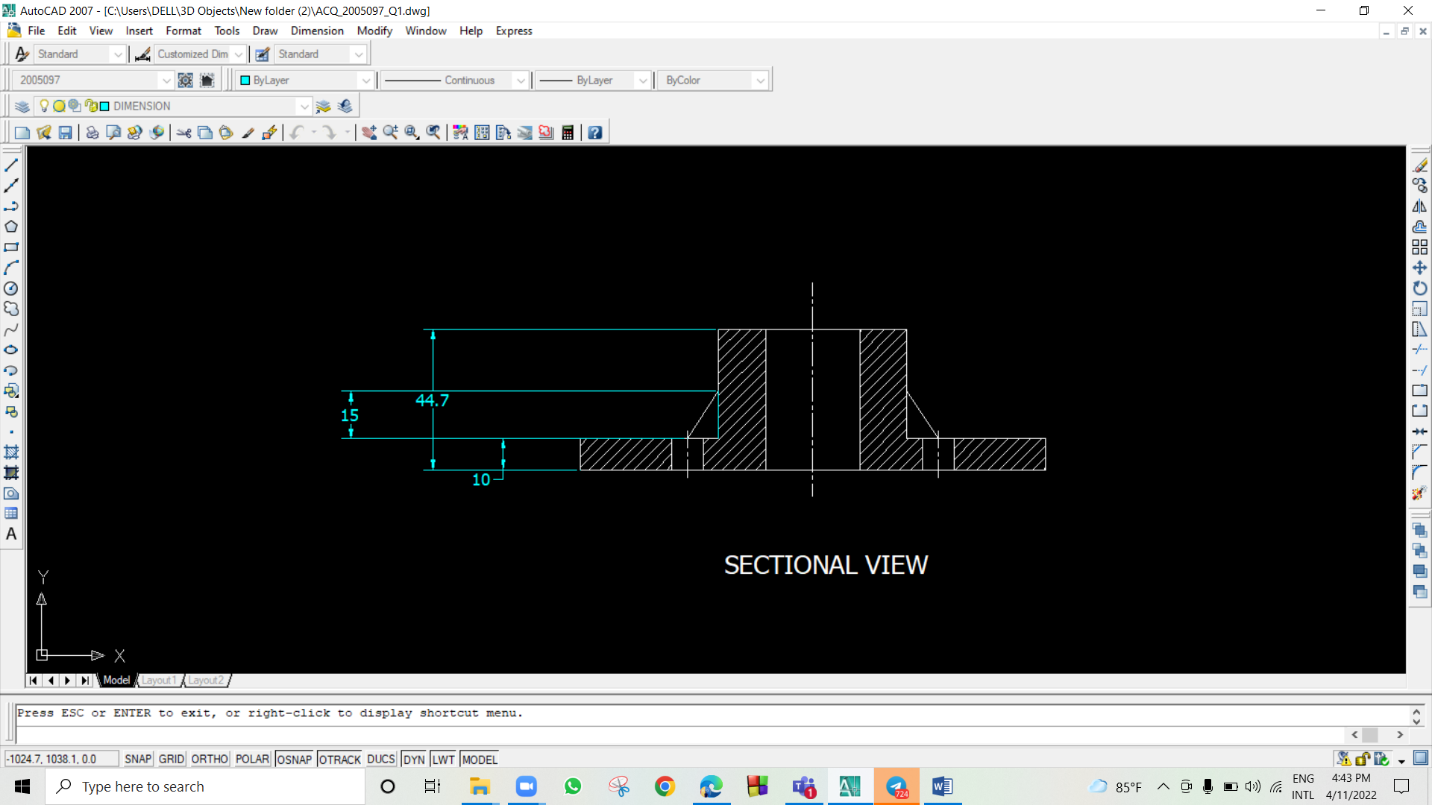 AutoCAD 2007 - [C:\Users\DELL\3D Objects\New folder (2)\ACQ_2005097_Q1.dwg]
File Edit View Insert Format Tools Draw Dimension Modify Window Help Express
Standard Customized Dim Standard
2005097 ByLayer Continuous ByLayer ByColor
DIMENSION
44.7
15
10
SECTIONAL VIEW
Y
X
Model Layout1 Layout2
Press ESC or ENTER to exit, or right-click to display shortcut menu.
-1024.7, 1038.1, 0.0 SNAP GRID ORTHO POLAR OSNAP OTRACK DUCS DYN LWT MODEL
Type here to search 1 724 85°F ENG 4:43 PM
INTL 4/11/2022